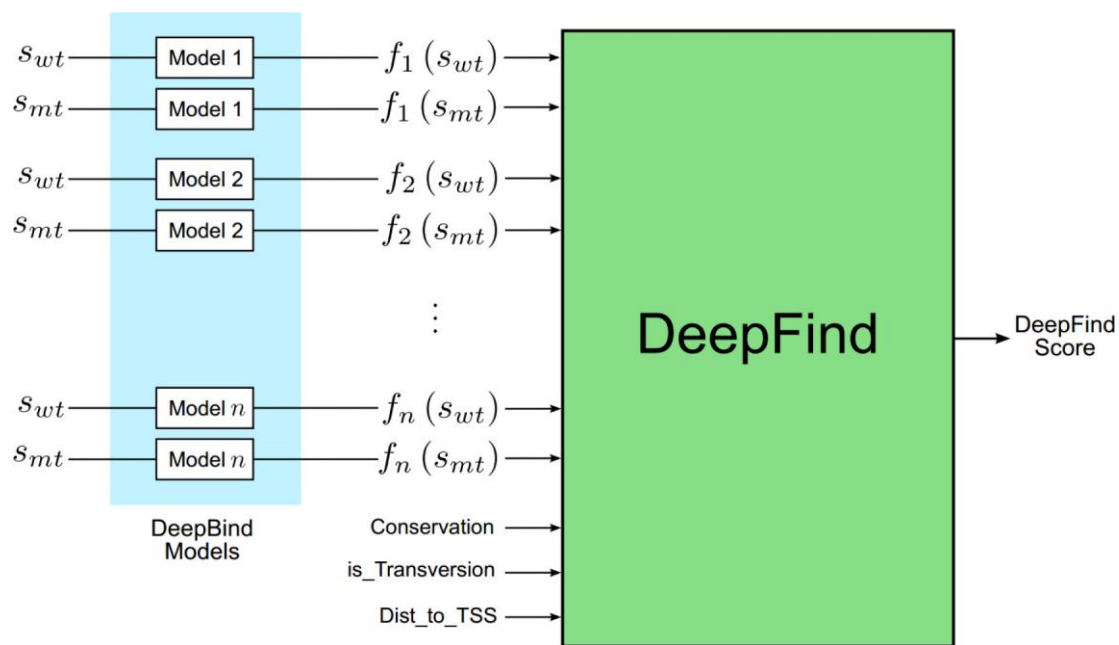 s_wt Model 1 f_1 (s_wt)
s_mt Model 1 f_1 (s_mt)
s_wt Model 2 f_2 (s_wt)
s_mt Model 2 f_2 (s_mt)
⋮
DeepFind
DeepFind
Score
s_wt Model n f_n (s_wt)
s_mt Model n f_n (s_mt)
DeepBind
Models
Conservation
is_Transversion
Dist_to_TSS